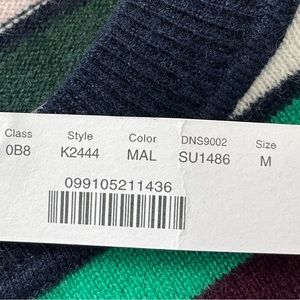 Class Style Color DNS9002 Size
0B8 K2444 MAL SU1486 M
099105211436